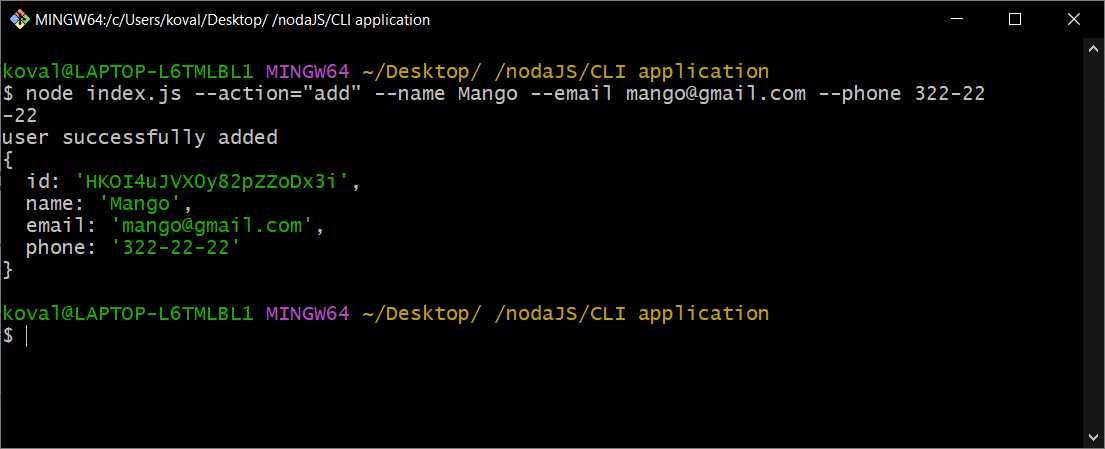 MINGW64:/c/Users/koval/Desktop/ /nodaJS/CLI application
koval@LAPTOP-L6TMLBL1 MINGW64 ~/Desktop/ /nodaJS/CLI application
$ node index.js --action="add" --name Mango --email mango@gmail.com --phone 322-22
-22
user successfully added
{
  id: 'HKOI4uJVXOy82pZZoDx3i',
  name: 'Mango',
  email: 'mango@gmail.com',
  phone: '322-22-22'
}
koval@LAPTOP-L6TMLBL1 MINGW64 ~/Desktop/ /nodaJS/CLI application
$